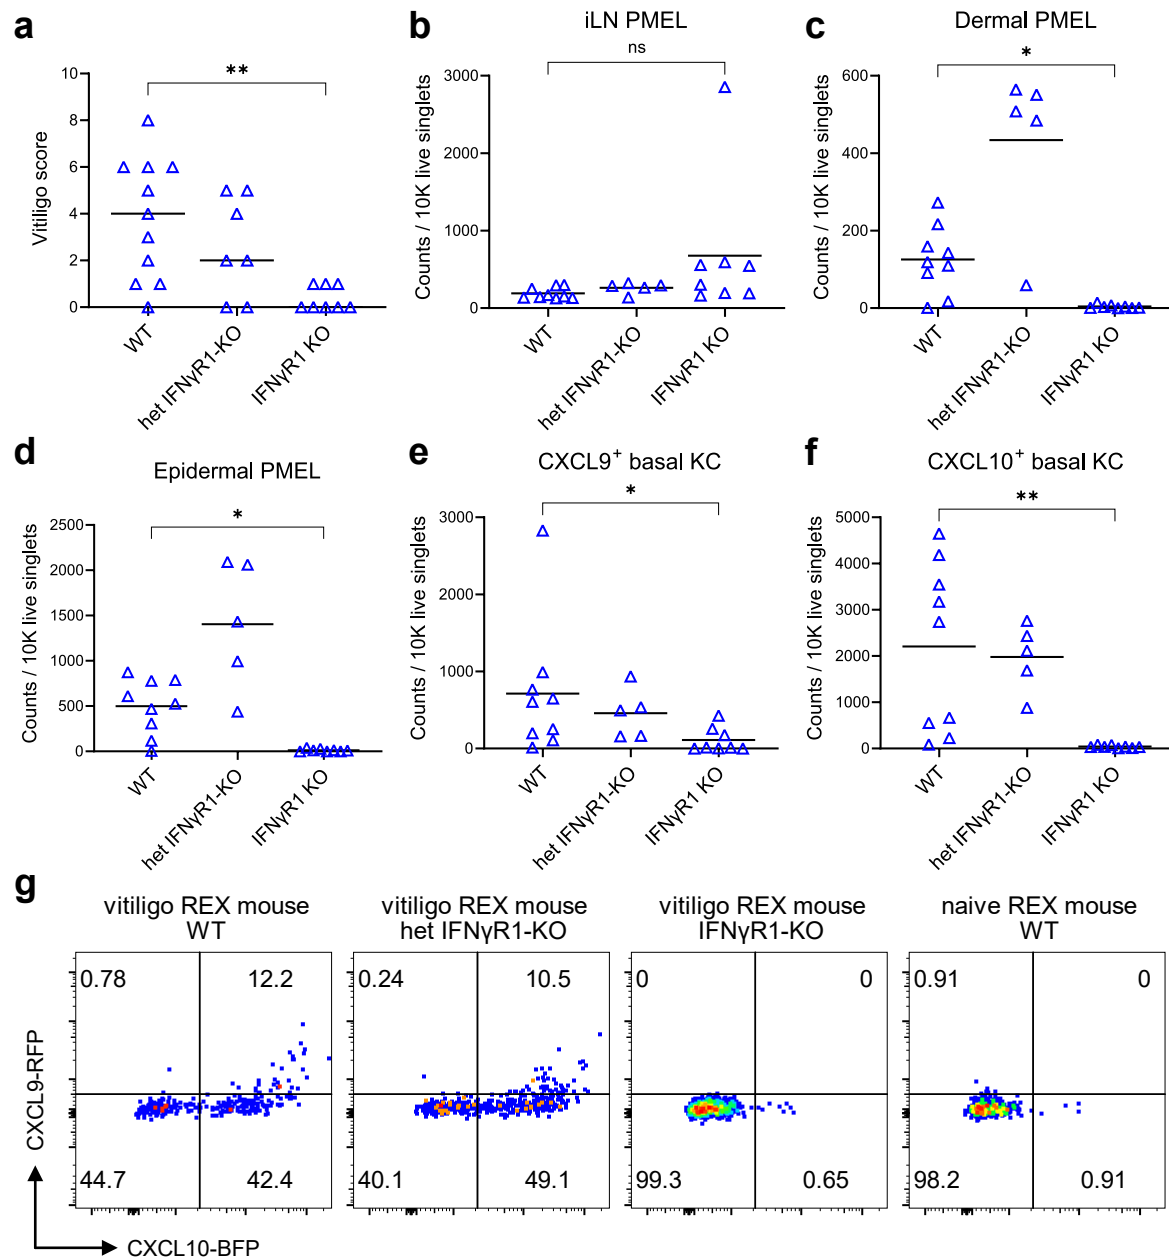 a
**
10
8
6
4
2
0
Vitiligo score
WT
het IFNγR1-KO
IFNγR1 KO
b
iLN PMEL
ns
3000
2000
1000
0
Counts / 10K live singlets
WT
het IFNγR1-KO
IFNγR1 KO
c
Dermal PMEL
*
600
400
200
0
Counts / 10K live singlets
WT
het IFNγR1-KO
IFNγR1 KO
d
Epidermal PMEL
*
2500
2000
1500
1000
500
0
Counts / 10K live singlets
WT
het IFNγR1-KO
IFNγR1 KO
e
CXCL9⁺ basal KC
*
3000
2000
1000
0
Counts / 10K live singlets
WT
het IFNγR1-KO
IFNγR1 KO
f
CXCL10⁺ basal KC
**
5000
4000
3000
2000
1000
0
Counts / 10K live singlets
WT
het IFNγR1-KO
IFNγR1 KO
g
vitiligo REX mouse
WT
0.78
12.2
44.7
42.4
vitiligo REX mouse
het IFNγR1-KO
0.24
10.5
40.1
49.1
vitiligo REX mouse
IFNγR1-KO
0
0
99.3
0.65
naive REX mouse
WT
0.91
0
98.2
0.91
CXCL9-RFP
CXCL10-BFP